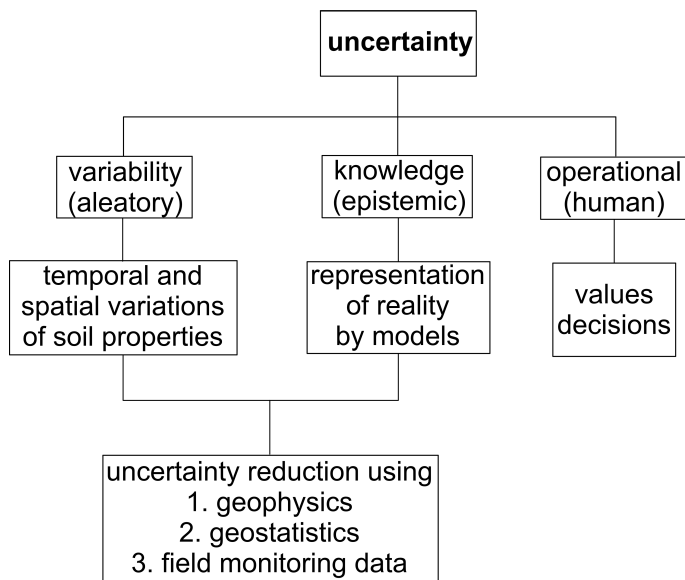 uncertainty
variability
(aleatory)
knowledge
(epistemic)
operational
(human)
temporal and
spatial variations
of soil properties
representation
of reality
by models
values
decisions
uncertainty reduction using
1. geophysics
2. geostatistics
3. field monitoring data